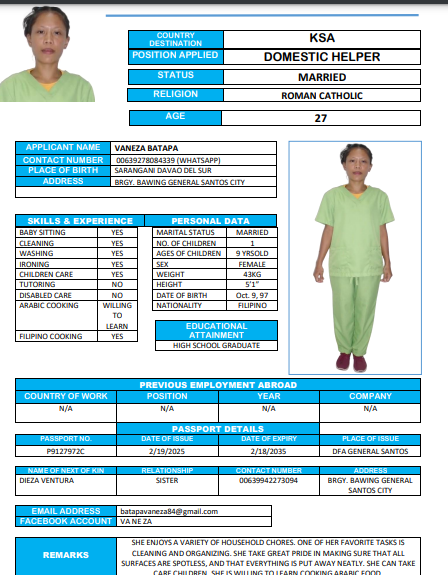 COUNTRY DESTINATION KSA
POSITION APPLIED DOMESTIC HELPER
STATUS MARRIED
RELIGION ROMAN CATHOLIC
AGE 27
APPLICANT NAME VANEZA BATAPA
CONTACT NUMBER 00639278084339 (WHATSAPP)
PLACE OF BIRTH SARANGANI DAVAO DEL SUR
ADDRESS BRGY. BAWING GENERAL SANTOS CITY
SKILLS & EXPERIENCE PERSONAL DATA
BABY SITTING YES MARITAL STATUS MARRIED
CLEANING YES NO. OF CHILDREN 1
WASHING YES AGES OF CHILDREN 9 YRSOLD
IRONING YES SEX FEMALE
CHILDREN CARE YES WEIGHT 43KG
TUTORING NO HEIGHT 5'1"
DISABLED CARE NO DATE OF BIRTH Oct. 9, 97
ARABIC COOKING WILLING TO LEARN NATIONALITY FILIPINO
FILIPINO COOKING YES
EDUCATIONAL ATTAINMENT
HIGH SCHOOL GRADUATE
PREVIOUS EMPLOYMENT ABROAD
COUNTRY OF WORK POSITION YEAR COMPANY
N/A N/A N/A N/A
PASSPORT DETAILS
PASSPORT NO. DATE OF ISSUE DATE OF EXPIRY PLACE OF ISSUE
P9127972C 2/19/2025 2/18/2035 DFA GENERAL SANTOS
NAME OF NEXT OF KIN RELATIONSHIP CONTACT NUMBER ADDRESS
DIEZA VENTURA SISTER 00639942273094 BRGY. BAWING GENERAL SANTOS CITY
EMAIL ADDRESS batapavaneza84@gmail.com
FACEBOOK ACCOUNT VA NE ZA
REMARKS
SHE ENJOYS A VARIETY OF HOUSEHOLD CHORES. ONE OF HER FAVORITE TASKS IS
CLEANING AND ORGANIZING. SHE TAKE GREAT PRIDE IN MAKING SURE THAT ALL
SURFACES ARE SPOTLESS, AND THAT EVERYTHING IS PUT AWAY NEATLY. SHE CAN TAKE
CARE CHILDREN. SHE IS WILLING TO LEARN COOKING ARABIC FOOD.